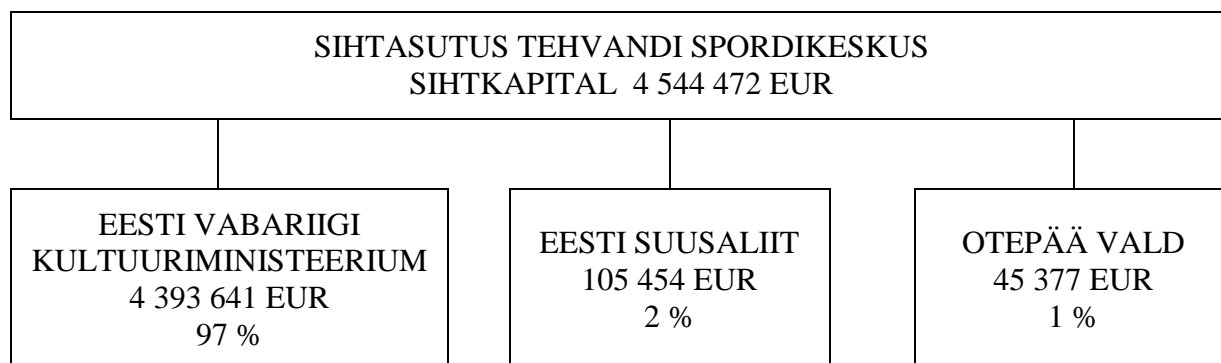 SIHTASUTUS TEHVANDI SPORDIKESKUS
SIHTKAPITAL 4 544 472 EUR
EESTI VABARIIGI
KULTUURIMINISTEERIUM
4 393 641 EUR
97 %
EESTI SUUSALIIT
105 454 EUR
2 %
OTEPÄÄ VALD
45 377 EUR
1 %